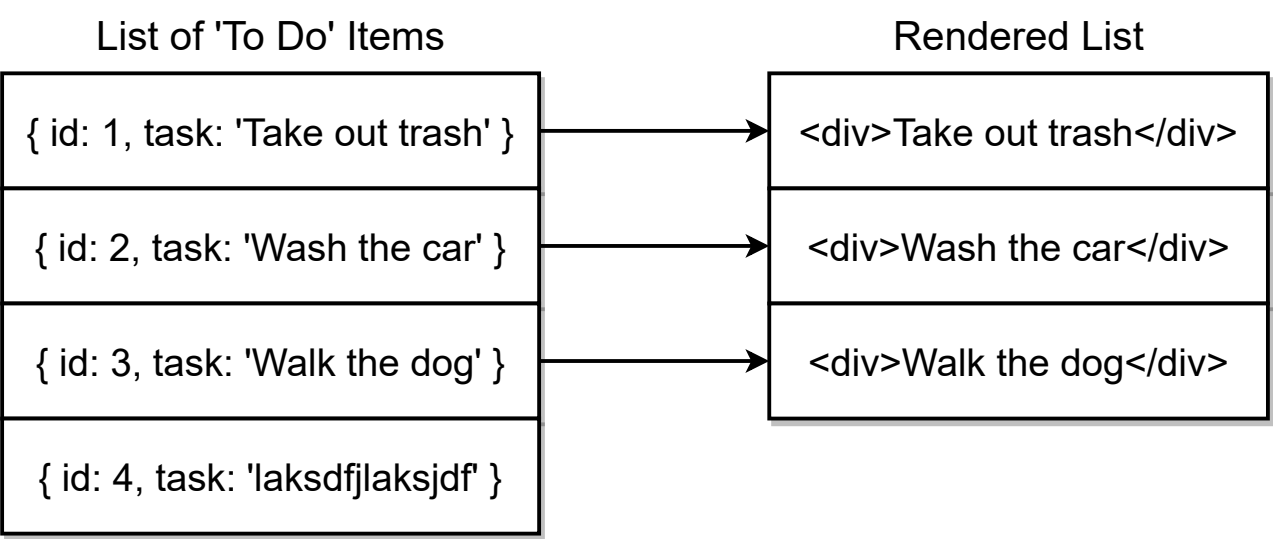 List of 'To Do' Items
Rendered List
{ id: 1, task: 'Take out trash' }
<div>Take out trash</div>
{ id: 2, task: 'Wash the car' }
<div>Wash the car</div>
{ id: 3, task: 'Walk the dog' }
<div>Walk the dog</div>
{ id: 4, task: 'laksdfjlaksjdf' }